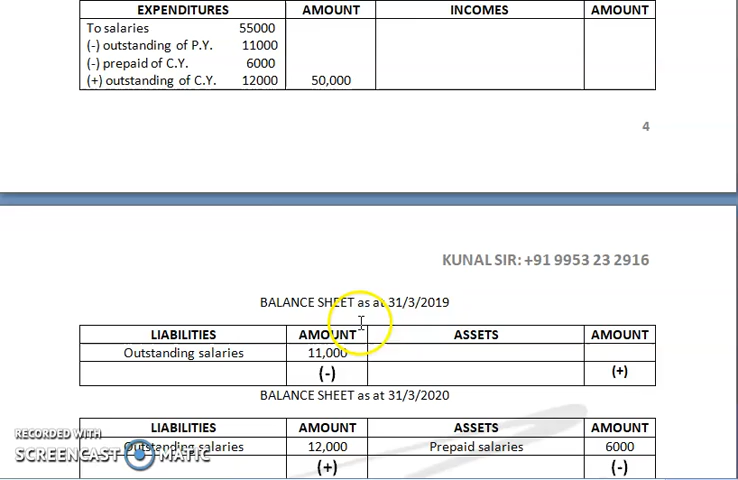 EXPENDITURES AMOUNT INCOMES AMOUNT
To salaries 55000
(-) outstanding of P.Y. 11000
(-) prepaid of C.Y. 6000
(+) outstanding of C.Y. 12000 50,000
4
KUNAL SIR: +91 9953 23 2916
BALANCE SHEET as at 31/3/2019
LIABILITIES AMOUNT ASSETS AMOUNT
Outstanding salaries 11,000
(-) (+)
BALANCE SHEET as at 31/3/2020
LIABILITIES AMOUNT ASSETS AMOUNT
Outstanding salaries 12,000 Prepaid salaries 6000
(+) (-)
RECORDED WITH
SCREENCAST MATIC